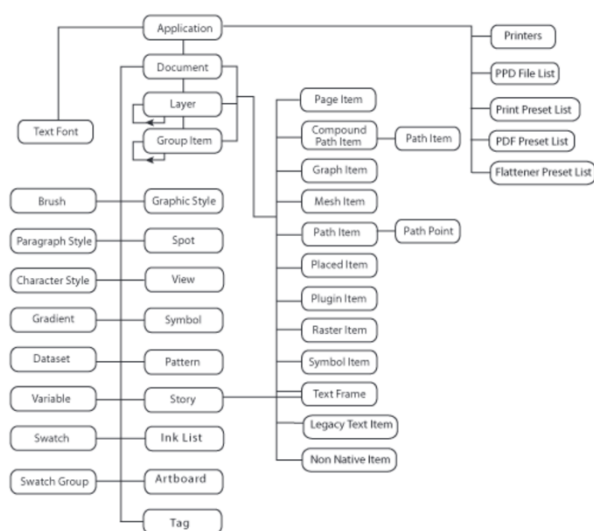 Application
Printers
Document
PPD File List
Layer
Page Item
Print Preset List
Text Font
Group Item
Compound
Path Item
Path Item
PDF Preset List
Graph Item
Flattener Preset List
Brush
Graphic Style
Mesh Item
Paragraph Style
Spot
Path Item
Path Point
Placed Item
Character Style
View
Plugin Item
Gradient
Symbol
Raster Item
Dataset
Pattern
Symbol Item
Variable
Story
Text Frame
Legacy Text Item
Swatch
Ink List
Non Native Item
Swatch Group
Artboard
Tag